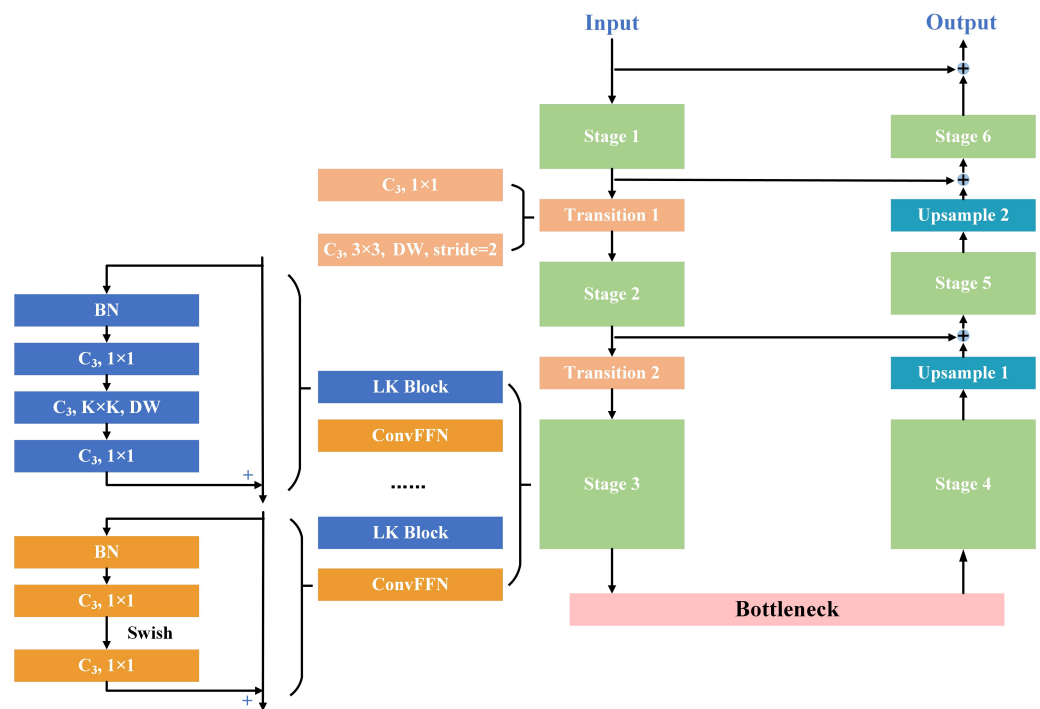 Input
Output
+
Stage 1
Stage 6
C₃, 1×1
+
Transition 1
Upsample 2
C₃, 3×3, DW, stride=2
Stage 2
Stage 5
BN
+
C₃, 1×1
LK Block
Transition 2
Upsample 1
C₃, K×K, DW
ConvFFN
C₃, 1×1
+
......
Stage 3
Stage 4
LK Block
BN
ConvFFN
C₃, 1×1
Bottleneck
Swish
C₃, 1×1
+